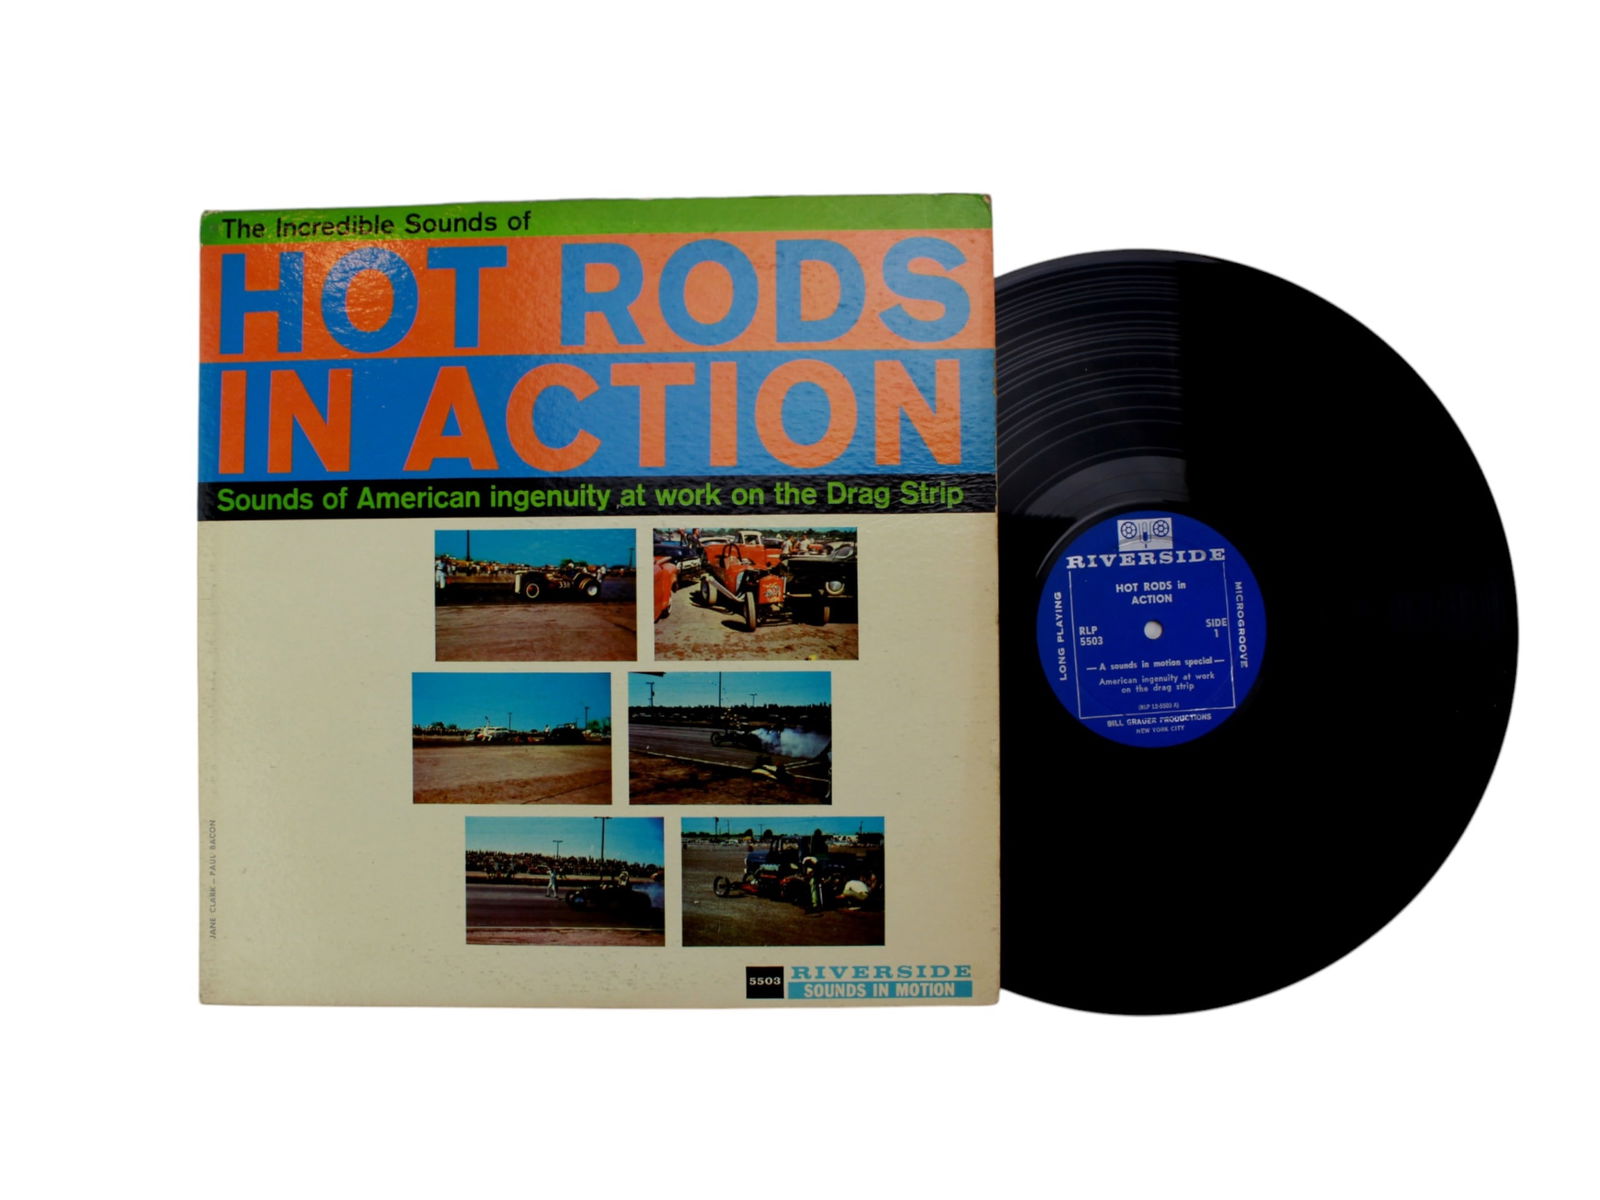 The Incredible Sounds of
HOT RODS
IN ACTION
Sounds of American ingenuity at work on the Drag Strip
JANE CLARK - PAUL BACON
5503
RIVERSIDE
SOUNDS IN MOTION
RIVERSIDE
HOT RODS in
ACTION
LONG PLAYING
MICROGROOVE
RLP
5503
SIDE
1
— A sounds in motion special —
American ingenuity at work
on the drag strip
(RLP 12-5503 A)
BILL GRAUER PRODUCTIONS
NEW YORK CITY